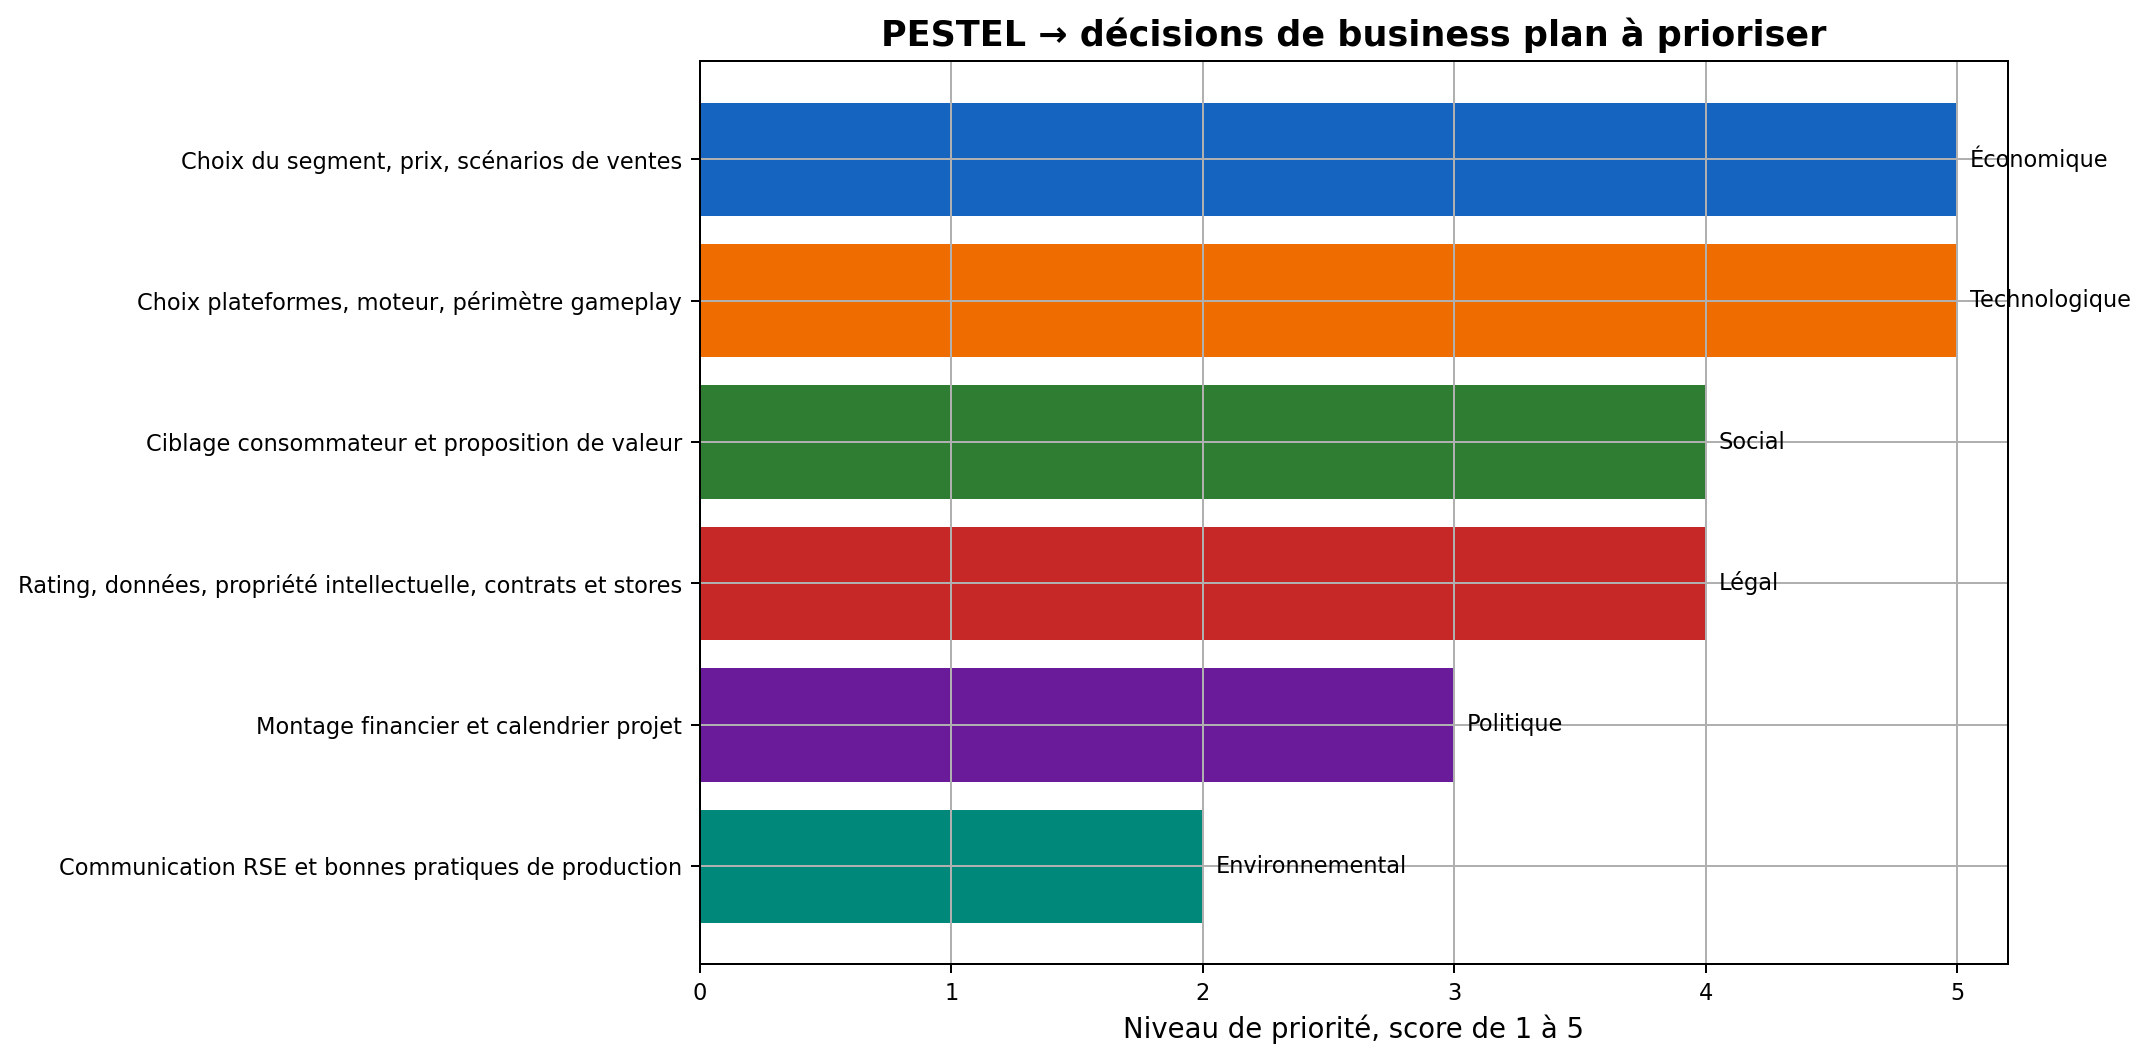 PESTEL → décisions de business plan à prioriser
Choix du segment, prix, scénarios de ventes
Économique
Choix plateformes, moteur, périmètre gameplay
Technologique
Ciblage consommateur et proposition de valeur
Social
Rating, données, propriété intellectuelle, contrats et stores
Légal
Montage financier et calendrier projet
Politique
Communication RSE et bonnes pratiques de production
Environnemental
0 1 2 3 4 5
Niveau de priorité, score de 1 à 5